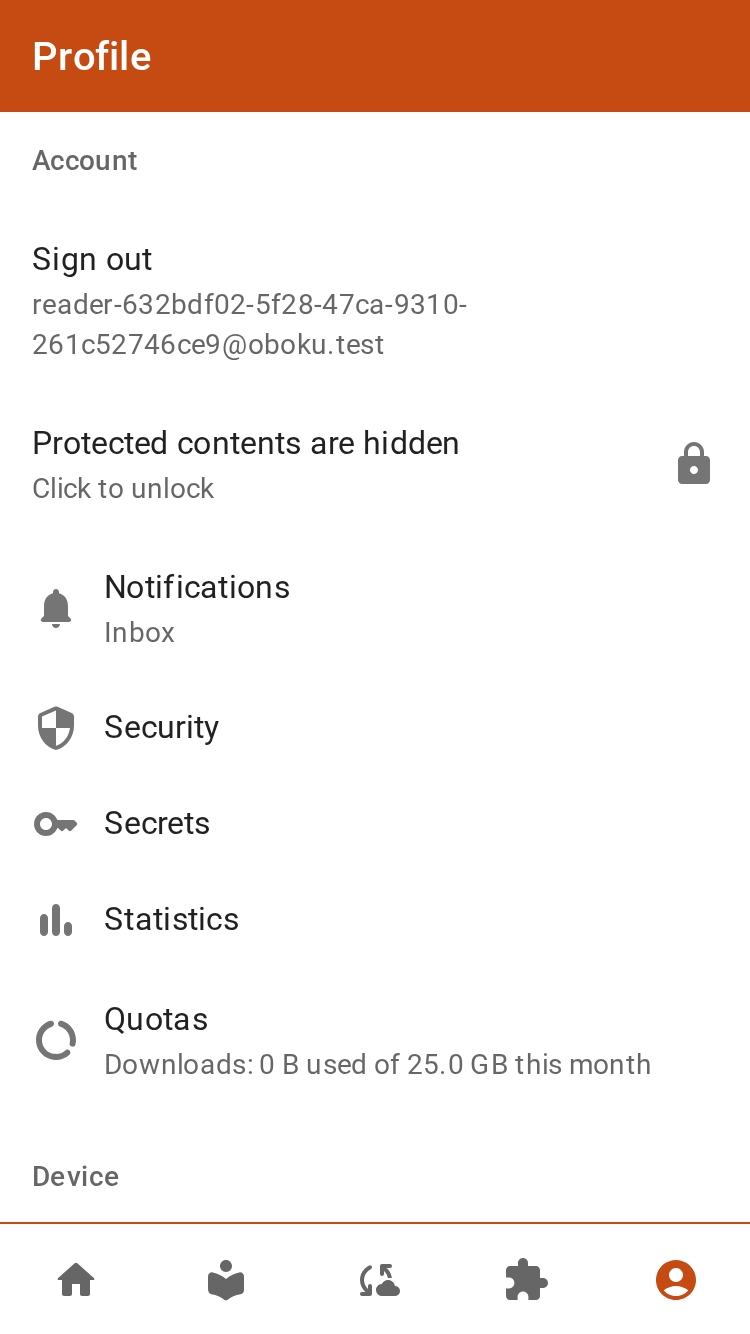 Profile
Account
Sign out
reader-632bdf02-5f28-47ca-9310-
261c52746ce9@oboku.test
Protected contents are hidden
Click to unlock
Notifications
Inbox
Security
Secrets
Statistics
Quotas
Downloads: 0 B used of 25.0 GB this month
Device